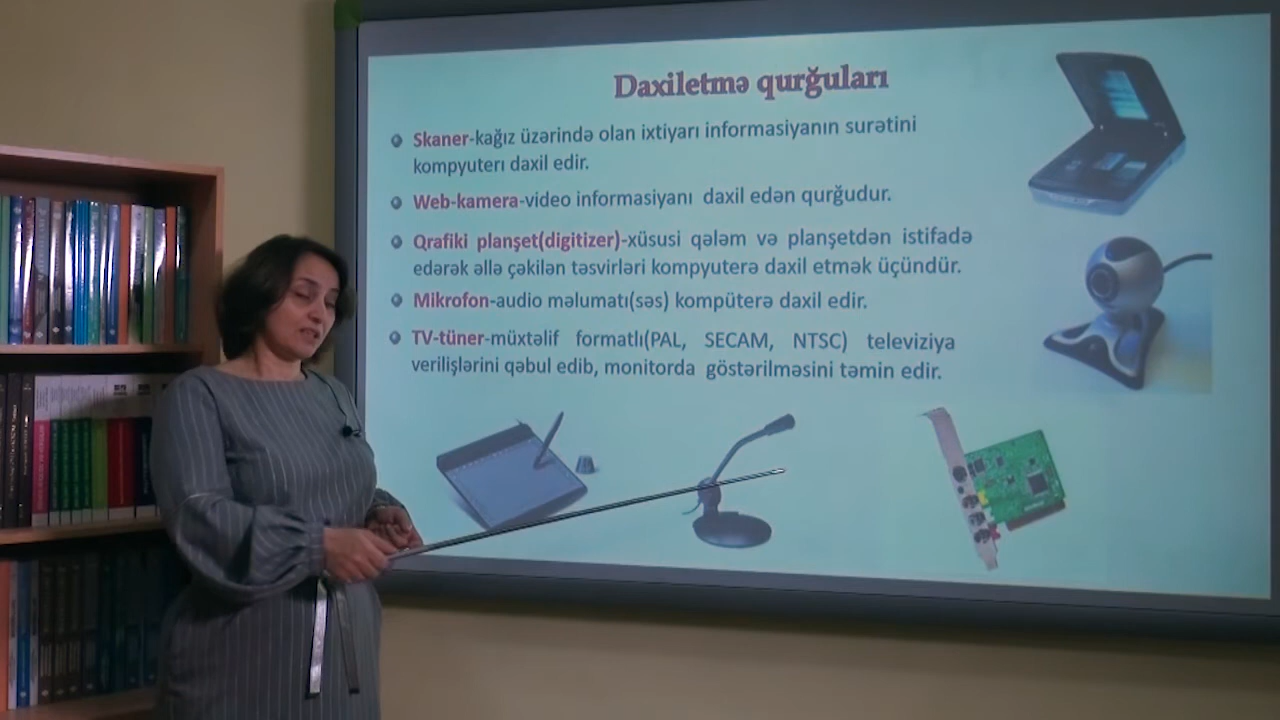 Daxiletmə qurğuları
Skaner-kağız üzərində olan ixtiyarı informasiyanın surətini
kompyuterı daxil edir.
Web-kamera-video informasiyanı daxil edən qurğudur.
Qrafiki planşet(digitizer)-xüsusi qələm və planşetdən istifadə
edərək əllə çəkilən təsvirləri kompyuterə daxil etmək üçündür.
Mikrofon-audio məlumatı(səs) kompüterə daxil edir.
TV-tüner-müxtəlif formatlı(PAL, SECAM, NTSC) televiziya
verilişlərini qəbul edib, monitorda göstərilməsini təmin edir.